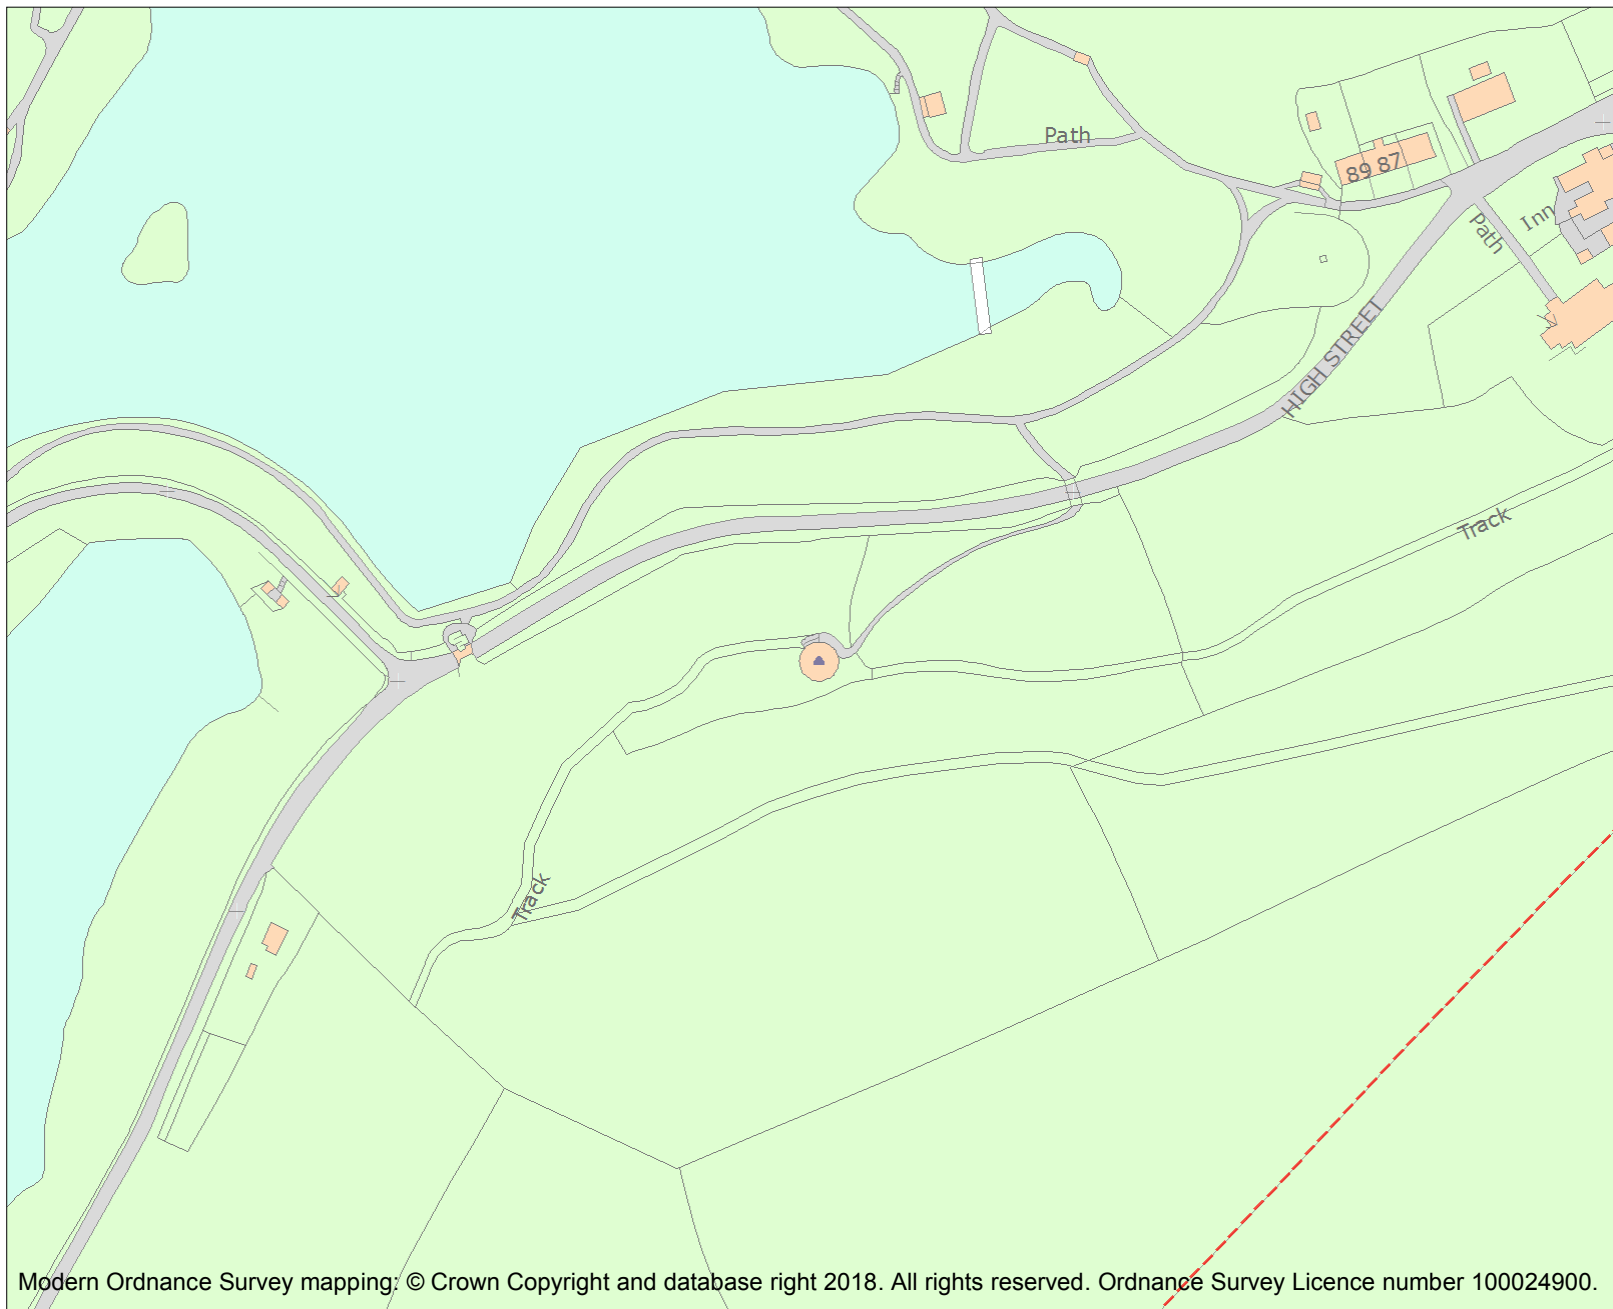 Path
89 87
Inn
Path
HIGH STREET
Track
Track
Modern Ordnance Survey mapping: © Crown Copyright and database right 2018. All rights reserved. Ordnance Survey Licence number 100024900.